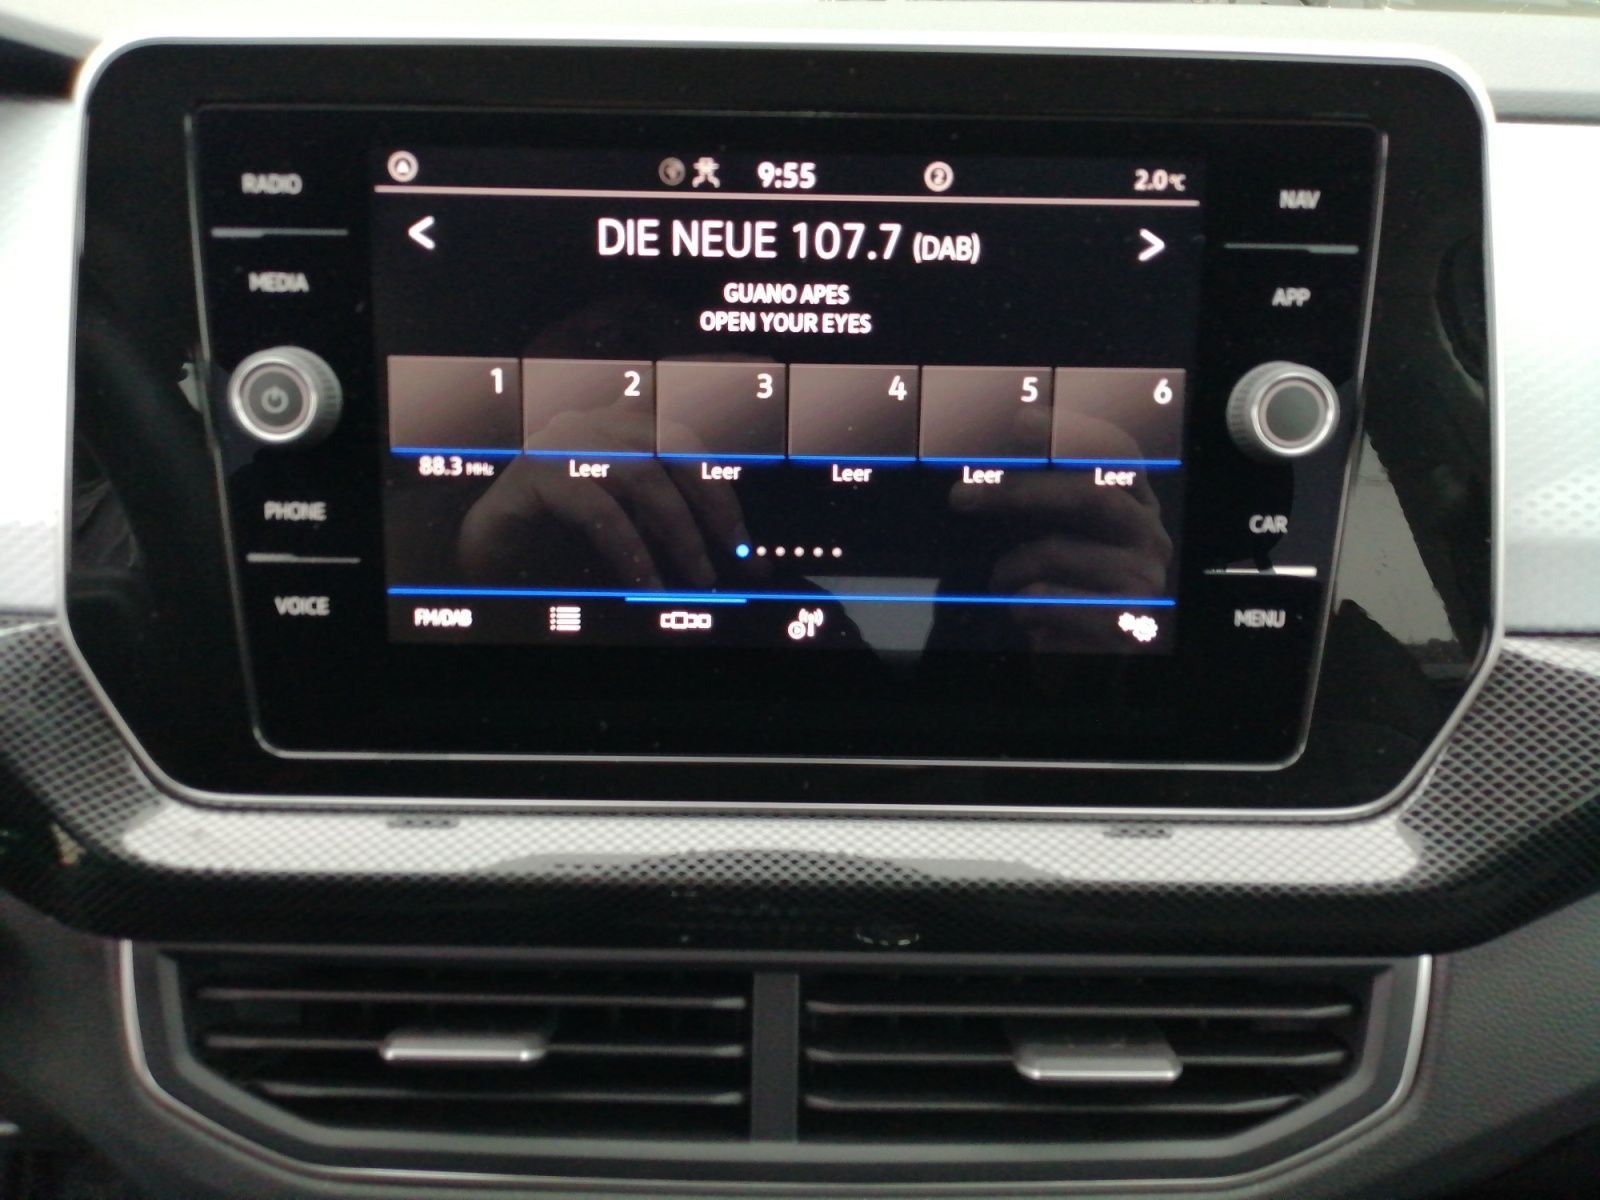 RADIO
MEDIA
PHONE
VOICE
9:55
2
2.0°C
< DIE NEUE 107.7 (DAB) >
GUANO APES
OPEN YOUR EYES
1 2 3 4 5 6
88.3 MHz Leer Leer Leer Leer Leer
FM/DAB
NAV
APP
CAR
MENU